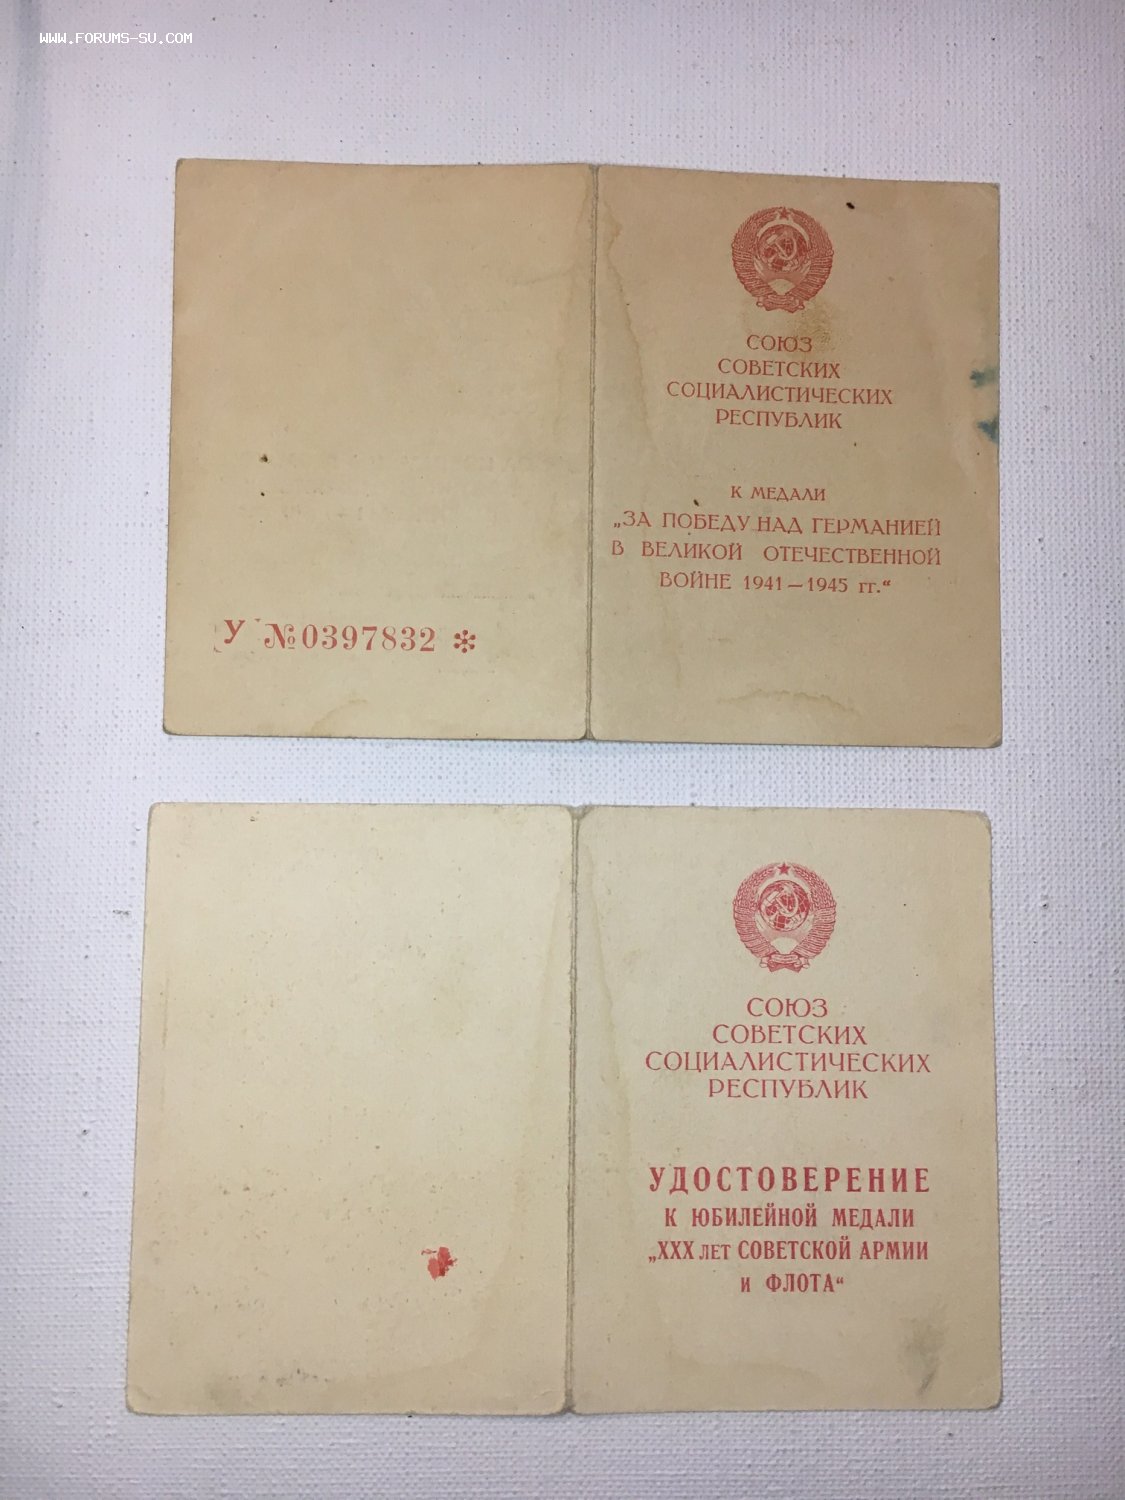 WWW.FORUMS-SU.COM
СОЮЗ
СОВЕТСКИХ
СОЦИАЛИСТИЧЕСКИХ
РЕСПУБЛИК
К МЕДАЛИ
„ЗА ПОБЕДУ НАД ГЕРМАНИЕЙ
В ВЕЛИКОЙ ОТЕЧЕСТВЕННОЙ
ВОЙНЕ 1941—1945 гг.“
У №0397832 ✻
СОЮЗ
СОВЕТСКИХ
СОЦИАЛИСТИЧЕСКИХ
РЕСПУБЛИК
УДОСТОВЕРЕНИЕ
К ЮБИЛЕЙНОЙ МЕДАЛИ
„XXX ЛЕТ СОВЕТСКОЙ АРМИИ
И ФЛОТА“